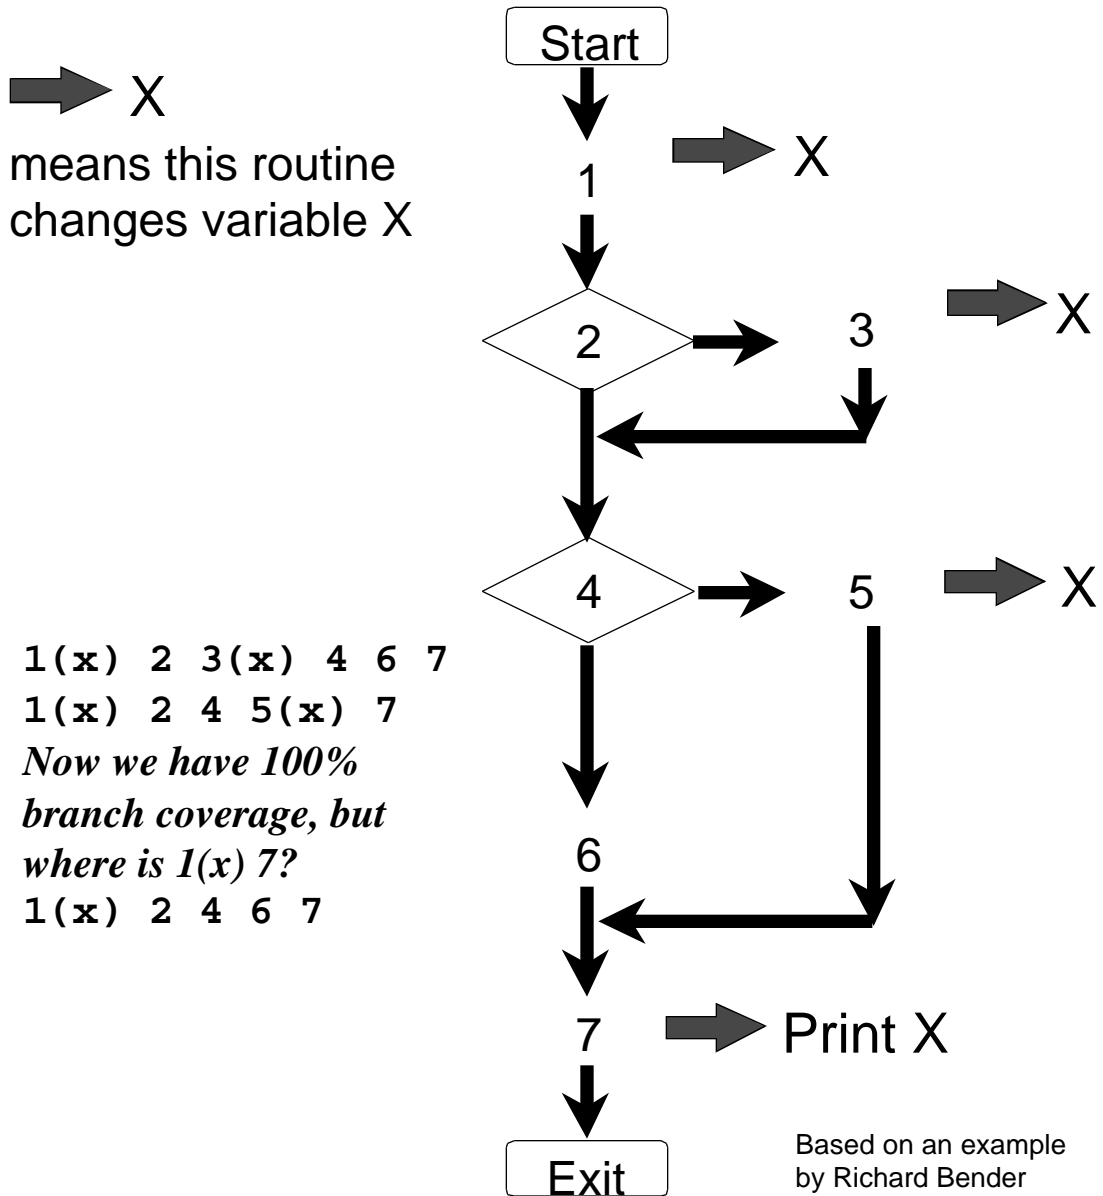 Start
X
means this routine
changes variable X
1
X
2
3
X
4
5
X
1(x) 2 3(x) 4 6 7
1(x) 2 4 5(x) 7
Now we have 100%
branch coverage, but
where is 1(x) 7?
1(x) 2 4 6 7
6
7
Print X
Exit
Based on an example
by Richard Bender